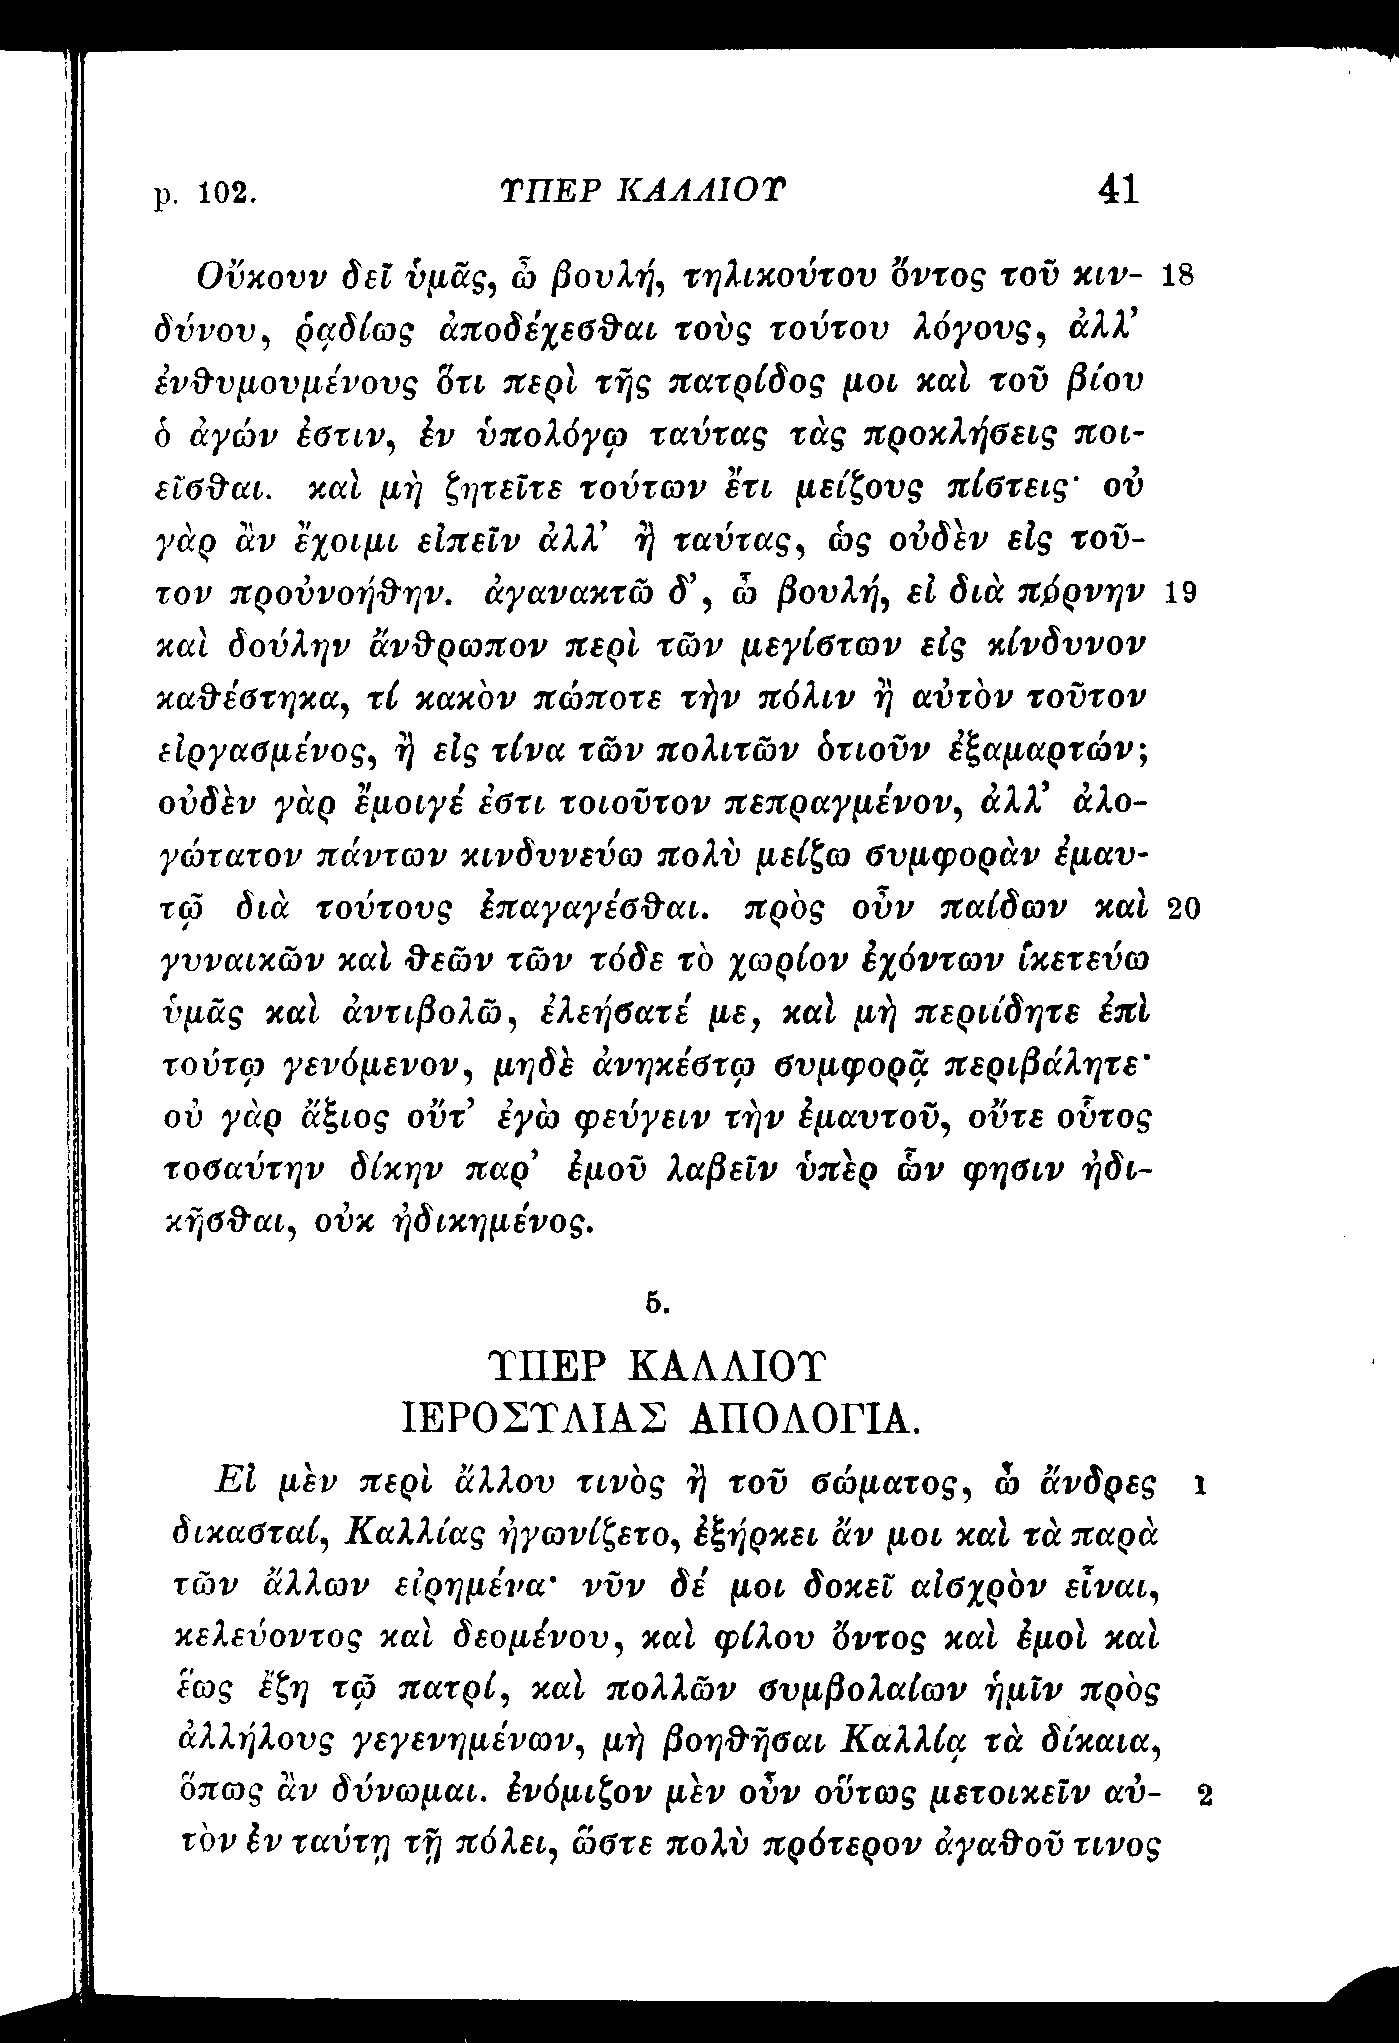 p. 102. ΥΠΕΡ ΚΑΛΛΙΟΥ 41
Οὔκουν δεῖ ὑμᾶς, ὦ βουλή, τηλικούτου ὄντος τοῦ κιν- 18
δύνου, ῥᾳδίως ἀποδέχεσθαι τοὺς τούτου λόγους, ἀλλ’
ἐνθυμουμένους ὅτι περὶ τῆς πατρίδος μοι καὶ τοῦ βίου
ὁ ἀγών ἐστιν, ἐν ὑπολόγῳ ταύτας τὰς προκλήσεις ποι-
εῖσθαι. καὶ μὴ ζητεῖτε τούτων ἔτι μείζους πίστεις· οὐ
γὰρ ἂν ἔχοιμι εἰπεῖν ἀλλ’ ἢ ταύτας, ὡς οὐδὲν εἰς τοῦ-
τον προὐνοήθην. ἀγανακτῶ δ’, ὦ βουλή, εἰ διὰ πόρνην 19
καὶ δούλην ἄνθρωπον περὶ τῶν μεγίστων εἰς κίνδυνον
καθέστηκα, τί κακὸν πώποτε τὴν πόλιν ἢ αὐτὸν τοῦτον
εἰργασμένος, ἢ εἰς τίνα τῶν πολιτῶν ὁτιοῦν ἐξαμαρτών;
οὐδὲν γὰρ ἔμοιγέ ἐστι τοιοῦτον πεπραγμένον, ἀλλ’ ἀλο-
γώτατον πάντων κινδυνεύω πολὺ μείζω συμφορὰν ἐμαυ-
τῷ διὰ τούτους ἐπαγαγέσθαι. πρὸς οὖν παίδων καὶ 20
γυναικῶν καὶ θεῶν τῶν τόδε τὸ χωρίον ἐχόντων ἱκετεύω
ὑμᾶς καὶ ἀντιβολῶ, ἐλεήσατέ με, καὶ μὴ περιίδητε ἐπὶ
τούτῳ γενόμενον, μηδὲ ἀνηκέστῳ συμφορᾷ περιβάλητε·
οὐ γὰρ ἄξιος οὔτ’ ἐγὼ φεύγειν τὴν ἐμαυτοῦ, οὔτε οὗτος
τοσαύτην δίκην παρ’ ἐμοῦ λαβεῖν ὑπὲρ ὧν φησιν ἠδι-
κῆσθαι, οὐκ ἠδικημένος.
5.
ΥΠΕΡ ΚΑΛΛΙΟΥ
ΙΕΡΟΣΥΛΙΑΣ ΑΠΟΛΟΓΙΑ.
Εἰ μὲν περὶ ἄλλου τινὸς ἢ τοῦ σώματος, ὦ ἄνδρες 1
δικασταί, Καλλίας ἠγωνίζετο, ἐξήρκει ἄν μοι καὶ τὰ παρὰ
τῶν ἄλλων εἰρημένα· νῦν δέ μοι δοκεῖ αἰσχρὸν εἶναι,
κελεύοντος καὶ δεομένου, καὶ φίλου ὄντος καὶ ἐμοὶ καὶ
ἕως ἔζη τῷ πατρί, καὶ πολλῶν συμβολαίων ἡμῖν πρὸς
ἀλλήλους γεγενημένων, μὴ βοηθῆσαι Καλλίᾳ τὰ δίκαια,
ὅπως ἂν δύνωμαι. ἐνόμιζον μὲν οὖν οὕτως μετοικεῖν αὐ- 2
τὸν ἐν ταύτῃ τῇ πόλει, ὥστε πολὺ πρότερον ἀγαθοῦ τινος